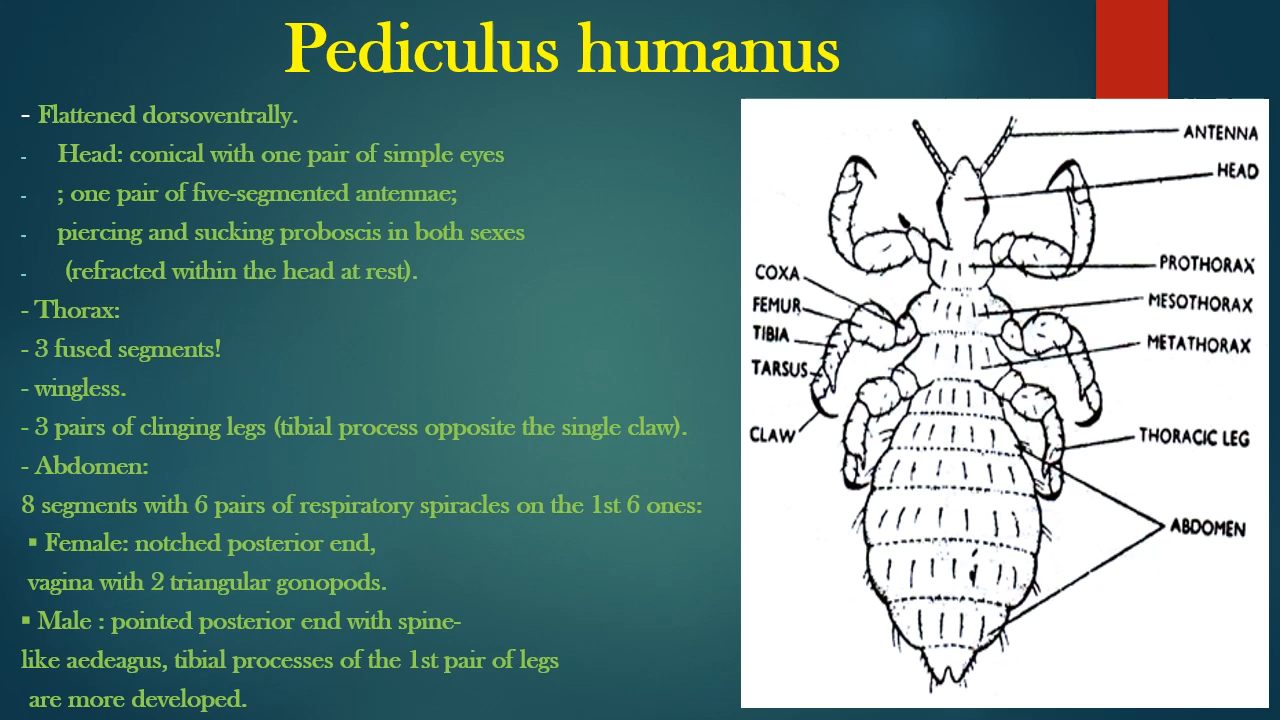 Pediculus humanus
- Flattened dorsoventrally.
- Head: conical with one pair of simple eyes
- ; one pair of five-segmented antennae;
- piercing and sucking proboscis in both sexes
- (refracted within the head at rest).
- Thorax:
- 3 fused segments!
- wingless.
- 3 pairs of clinging legs (tibial process opposite the single claw).
- Abdomen:
8 segments with 6 pairs of respiratory spiracles on the 1st 6 ones:
▪ Female: notched posterior end,
vagina with 2 triangular gonopods.
▪ Male : pointed posterior end with spine-
like aedeagus, tibial processes of the 1st pair of legs
are more developed.
ANTENNA
HEAD
PROTHORAX
MESOTHORAX
METATHORAX
THORACIC LEG
ABDOMEN
COXA
FEMUR
TIBIA
TARSUS
CLAW